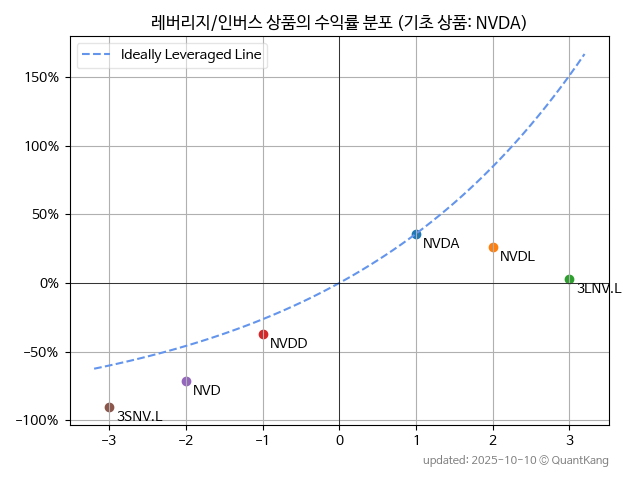 레버리지/인버스 상품의 수익률 분포 (기초 상품: NVDA)
Ideally Leveraged Line
150%
100%
50%
0%
−50%
−100%
NVDA
NVDL
3LNV.L
NVDD
NVD
3SNV.L
−3 −2 −1 0 1 2 3
updated: 2025-10-10 © QuantKang